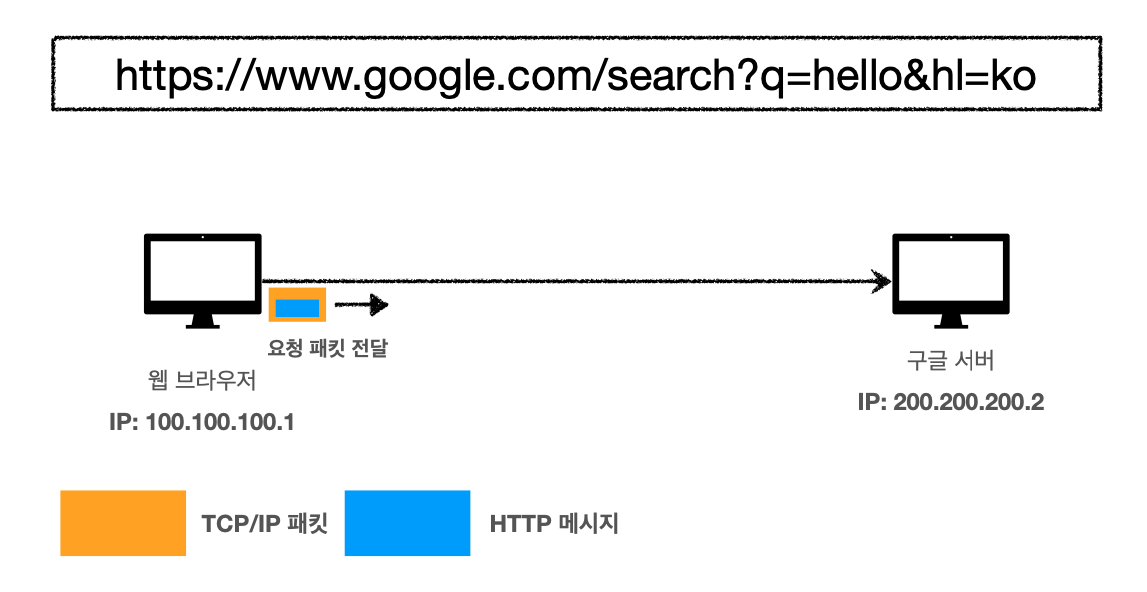 https://www.google.com/search?q=hello&hl=ko
요청 패킷 전달
웹 브라우저
IP: 100.100.100.1
구글 서버
IP: 200.200.200.2
TCP/IP 패킷
HTTP 메시지